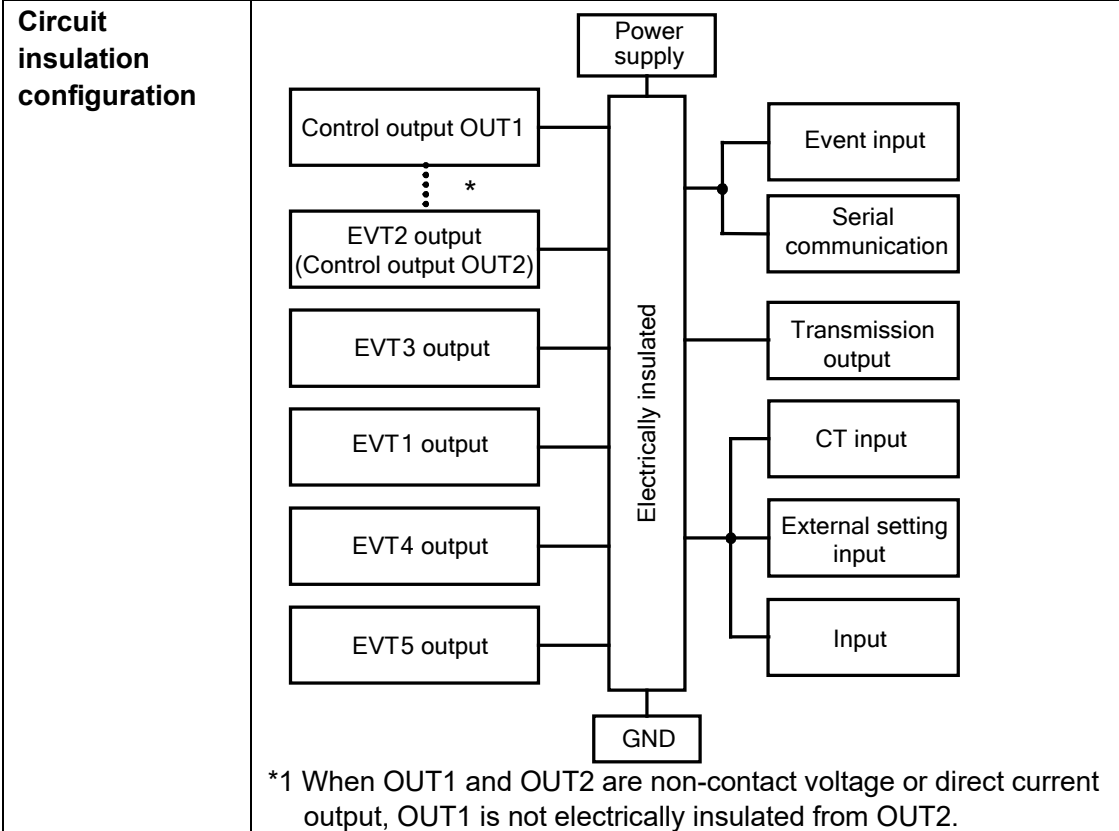 Circuit
insulation
configuration
Power
supply
Control output OUT1
*
EVT2 output
(Control output OUT2)
EVT3 output
EVT1 output
EVT4 output
EVT5 output
Electrically insulated
Event input
Serial
communication
Transmission
output
CT input
External setting
input
Input
GND
*1 When OUT1 and OUT2 are non-contact voltage or direct current
output, OUT1 is not electrically insulated from OUT2.